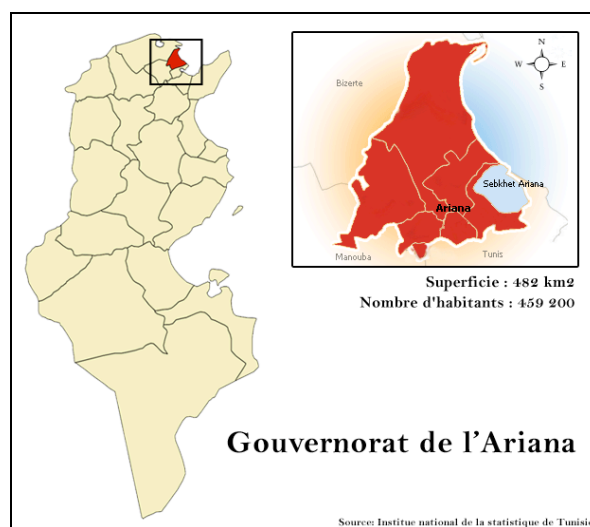 N
W E
S
Bizerte
Sebkhet Ariana
Ariana
Manouba
Tunis
Superficie : 482 km2
Nombre d'habitants : 459 200
Gouvernorat de l'Ariana
Source: Institue national de la statistique de Tunisie